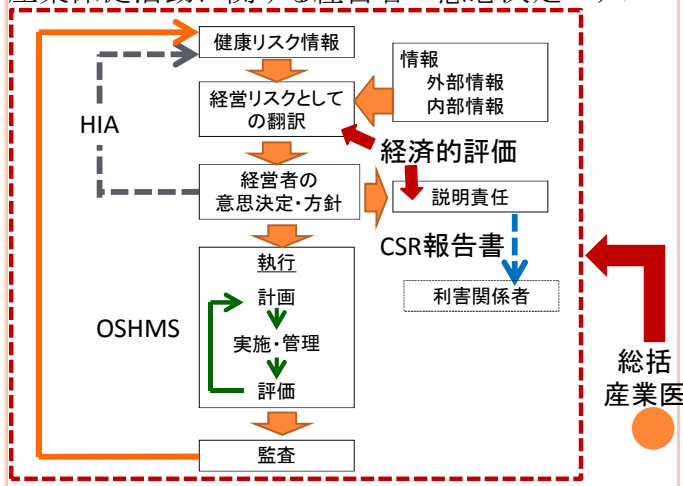 健康リスク情報
情報
外部情報
内部情報
経営リスクとして
の翻訳
HIA
経済的評価
経営者の
意思決定・方針
説明責任
CSR報告書
執行
計画
利害関係者
OSHMS
実施・管理
評価
総括
産業医
監査